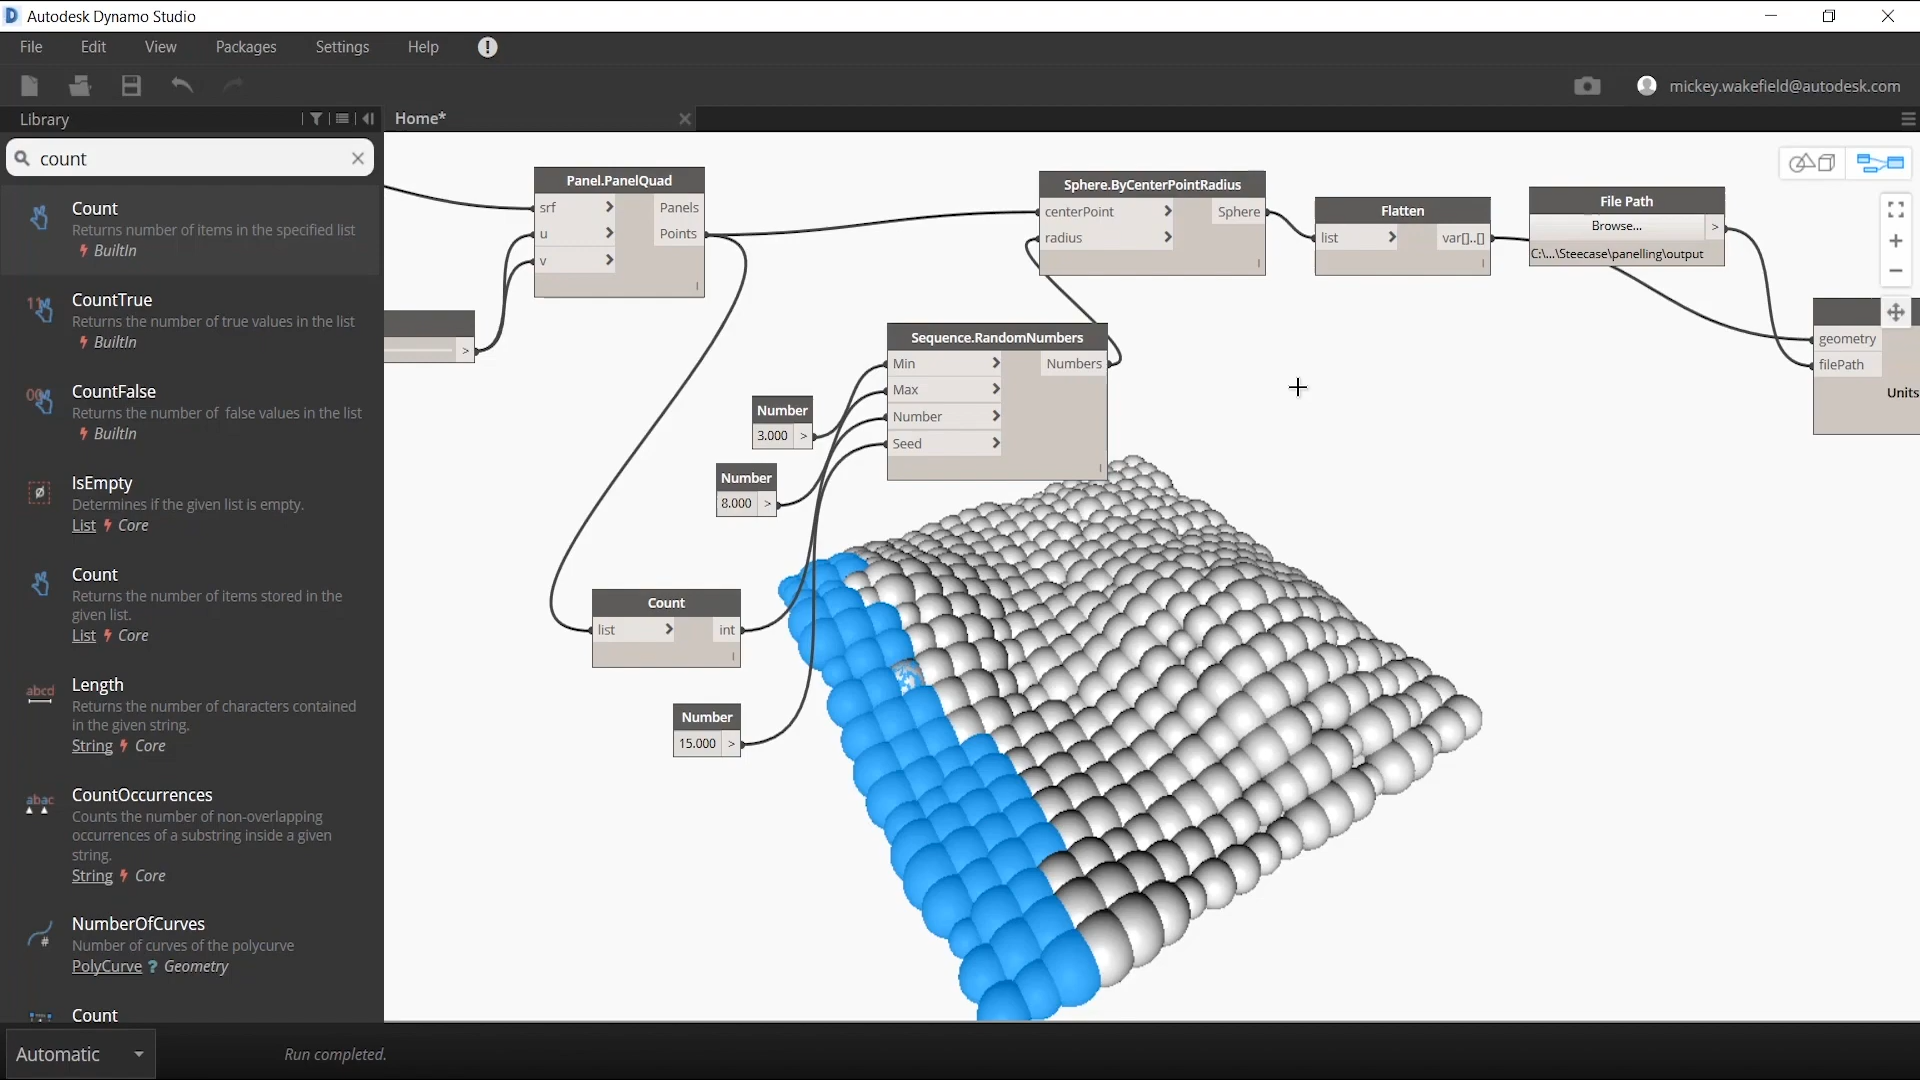 Autodesk Dynamo Studio
File Edit View Packages Settings Help
mickey.wakefield@autodesk.com
Library
Home*
count
Count
Returns number of items in the specified list
BuiltIn
CountTrue
Returns the number of true values in the list
BuiltIn
CountFalse
Returns the number of false values in the list
BuiltIn
IsEmpty
Determines if the given list is empty.
List Core
Count
Returns the number of items stored in the
given list.
List Core
abcd
Length
Returns the number of characters contained
in the given string.
String Core
abac
CountOccurrences
Counts the number of non-overlapping
occurrences of a substring inside a given
string.
String Core
NumberOfCurves
Number of curves of the polycurve
PolyCurve ? Geometry
Count
Automatic
Run completed.
>
Panel.PanelQuad
srf > Panels
u > Points
v >
Sphere.ByCenterPointRadius
centerPoint > Sphere
radius >
Flatten
list > var[]..[]
File Path
Browse... >
C:\...\Steecase\panelling\output
geometry
filePath
Units
Sequence.RandomNumbers
Min > Numbers
Max >
Number >
Seed >
Number
3.000 >
Number
8.000 >
Count
list > int
Number
15.000 >